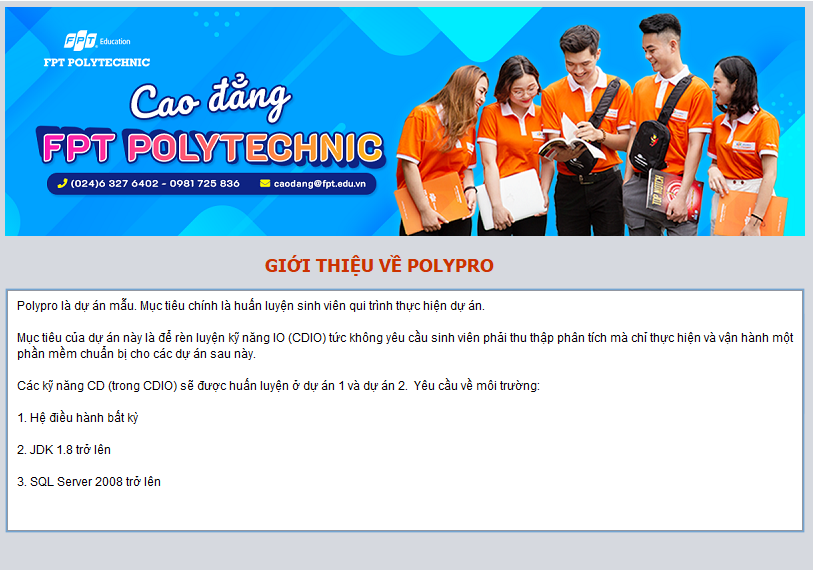 FPT Education
FPT POLYTECHNIC
Cao đẳng
FPT POLYTECHNIC
(024)6 327 6402 - 0981 725 836 caodang@fpt.edu.vn
TOP NOTCH
GIỚI THIỆU VỀ POLYPRO
Polypro là dự án mẫu. Mục tiêu chính là huấn luyện sinh viên qui trình thực hiện dự án.
Mục tiêu của dự án này là để rèn luyện kỹ năng IO (CDIO) tức không yêu cầu sinh viên phải thu thập phân tích mà chỉ thực hiện và vận hành một
phần mềm chuẩn bị cho các dự án sau này.
Các kỹ năng CD (trong CDIO) sẽ được huấn luyện ở dự án 1 và dự án 2. Yêu cầu về môi trường:
1. Hệ điều hành bất kỳ
2. JDK 1.8 trở lên
3. SQL Server 2008 trở lên